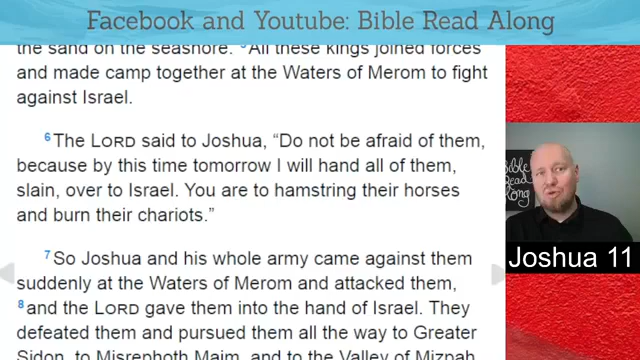 Facebook and Youtube: Bible Read Along
the sand on the seashore. 5 All these kings joined forces
and made camp together at the Waters of Merom to fight
against Israel.
6 The LORD said to Joshua, “Do not be afraid of them,
because by this time tomorrow I will hand all of them,
slain, over to Israel. You are to hamstring their horses
and burn their chariots.”
7 So Joshua and his whole army came against them
suddenly at the Waters of Merom and attacked them,
8 and the LORD gave them into the hand of Israel. They
defeated them and pursued them all the way to Greater
Sidon, to Misrephoth Maim, and to the Valley of Mizpah
Bible
Read
Along
Joshua 11